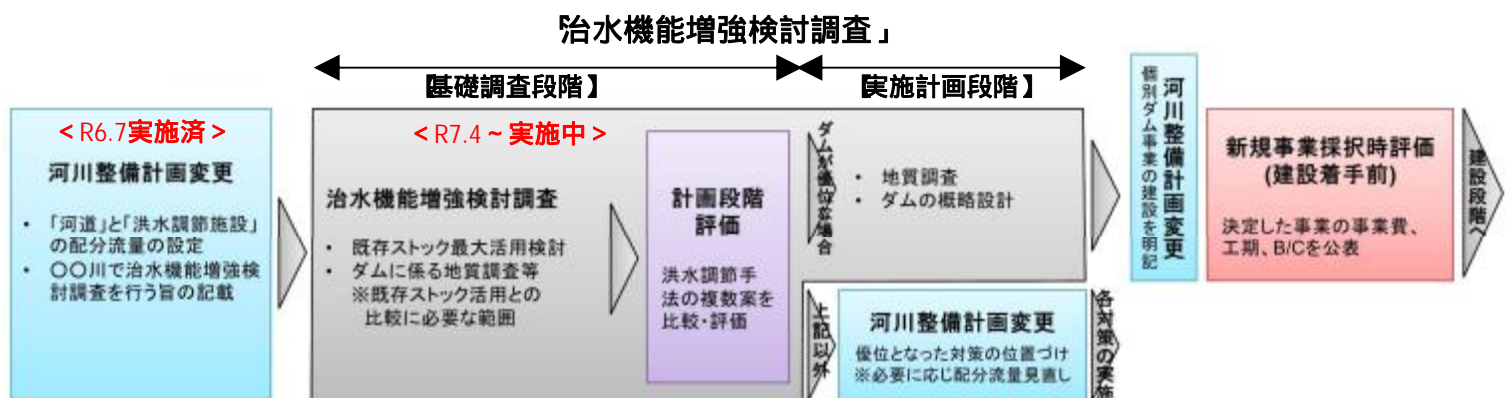 「治水機能増強検討調査」
【基礎調査段階】
【実施計画段階】
＜R6.7実施済＞
河川整備計画変更
・「河道」と「洪水調節施設」
の配分流量の設定
・〇〇川で治水機能増強検
討調査を行う旨の記載
＜R7.4～実施中＞
治水機能増強検討調査
・既存ストック最大活用検討
・ダムに係る地質調査等
※既存ストック活用との
比較に必要な範囲
計画段階
評価
洪水調節手
法の複数案を
比較・評価
ダムが優位な場合
・地質調査
・ダムの概略設計
上記以外
河川整備計画変更
優位となった対策の位置づけ
※必要に応じ配分流量見直し
各対策の実施
河川整備計画変更
個別ダム事業の建設を明記
新規事業採択時評価
(建設着手前)
決定した事業の事業費、
工期、B/Cを公表
建設段階へ